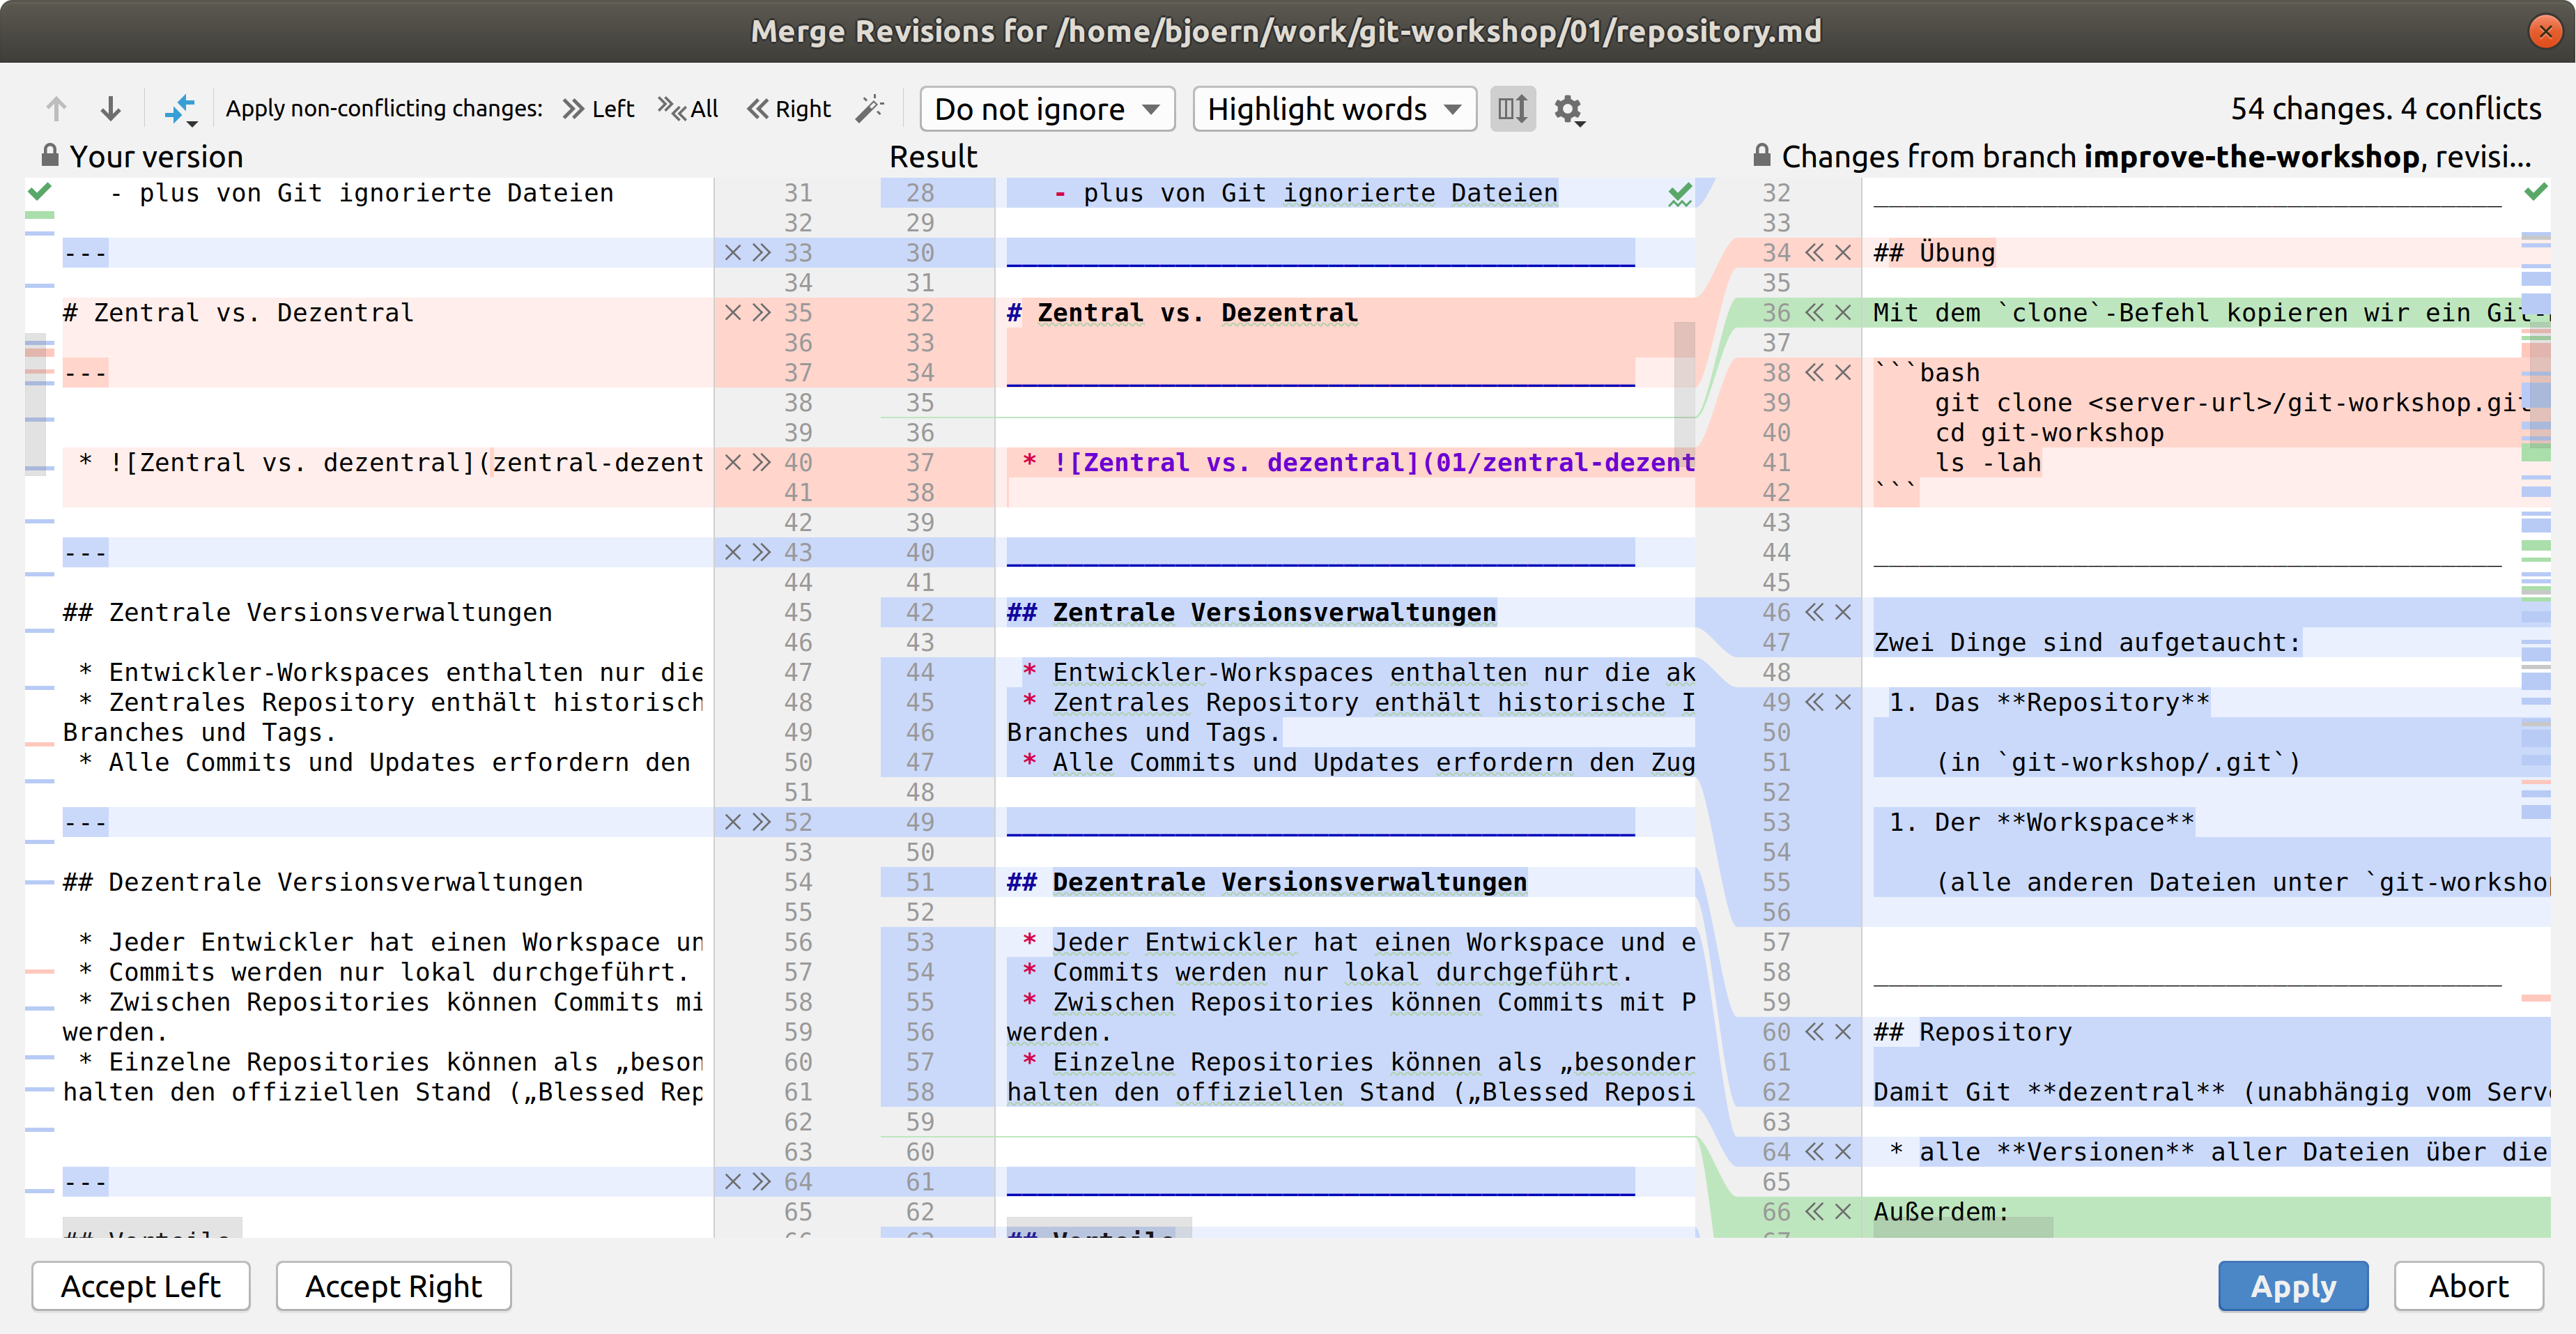 Merge Revisions for /home/bjoern/work/git-workshop/01/repository.md
Apply non-conflicting changes: Left All Right Do not ignore Highlight words 54 changes. 4 conflicts
Your version
- plus von Git ignorierte Dateien
---
# Zentral vs. Dezentral
---
* ![Zentral vs. dezentral](zentral-dezent
---
## Zentrale Versionsverwaltungen
* Entwickler-Workspaces enthalten nur die
* Zentrales Repository enthält historisch
Branches und Tags.
* Alle Commits und Updates erfordern den
---
## Dezentrale Versionsverwaltungen
* Jeder Entwickler hat einen Workspace un
* Commits werden nur lokal durchgeführt.
* Zwischen Repositories können Commits mi
werden.
* Einzelne Repositories können als „beson
halten den offiziellen Stand („Blessed Rep
---
## Vorteile
31
32
33
34
35
36
37
38
39
40
41
42
43
44
45
46
47
48
49
50
51
52
53
54
55
56
57
58
59
60
61
62
63
64
65
66
Result
28
29
30
31
32
33
34
35
36
37
38
39
40
41
42
43
44
45
46
47
48
49
50
51
52
53
54
55
56
57
58
59
60
61
62
63
- plus von Git ignorierte Dateien
_________________________________________
# Zentral vs. Dezentral
_________________________________________
* ![Zentral vs. dezentral](01/zentral-dezent
_________________________________________
## Zentrale Versionsverwaltungen
* Entwickler-Workspaces enthalten nur die ak
* Zentrales Repository enthält historische I
Branches und Tags.
* Alle Commits und Updates erfordern den Zug
_________________________________________
## Dezentrale Versionsverwaltungen
* Jeder Entwickler hat einen Workspace und e
* Commits werden nur lokal durchgeführt.
* Zwischen Repositories können Commits mit P
werden.
* Einzelne Repositories können als „besonder
halten den offiziellen Stand („Blessed Reposi
_________________________________________
## Vorteile
Changes from branch improve-the-workshop, revisi...
32 _________________________________________
33
34 ## Übung
35
36 Mit dem `clone`-Befehl kopieren wir ein Git-
37
38 ```bash
39 git clone <server-url>/git-workshop.git
40 cd git-workshop
41 ls -lah
42 ```
43
44 _________________________________________
45
46
47 Zwei Dinge sind aufgetaucht:
48
49 1. Das **Repository**
50
51 (in `git-workshop/.git`)
52
53 1. Der **Workspace**
54
55 (alle anderen Dateien unter `git-workshop
56
57
58 _________________________________________
59
60 ## Repository
61
62 Damit Git **dezentral** (unabhängig vom Serve
63
64 * alle **Versionen** aller Dateien über die
65
66 Außerdem:
67
Accept Left
Accept Right
Apply
Abort